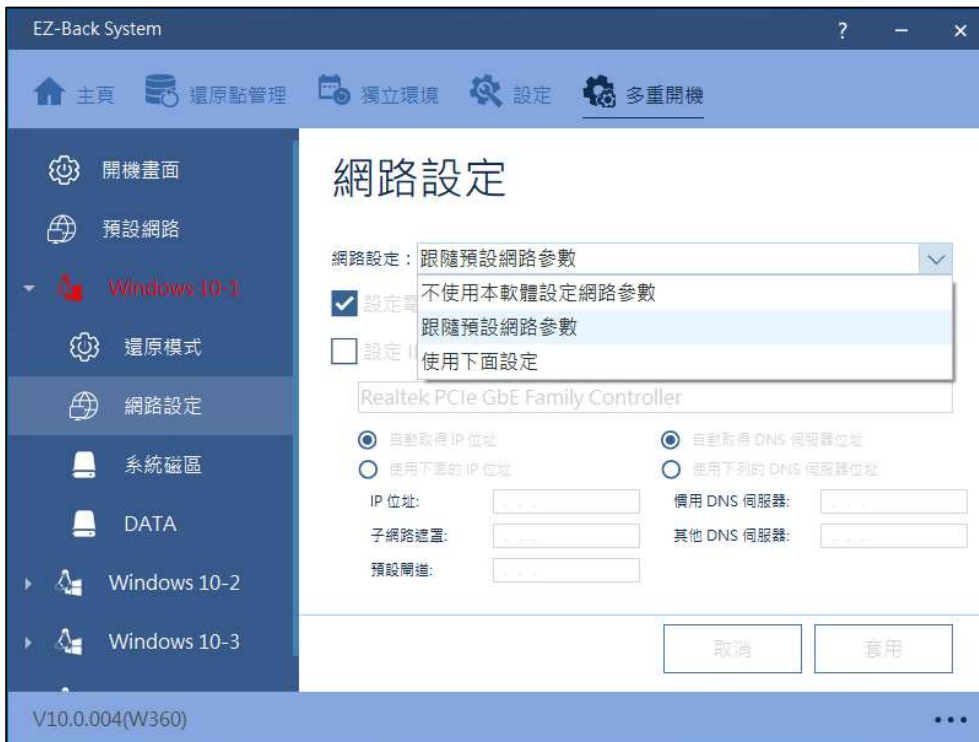 EZ-Back System
?
主頁
還原點管理
獨立環境
設定
多重開機
開機畫面
預設網路
Windows 10-1
還原模式
網路設定
系統磁區
DATA
Windows 10-2
Windows 10-3
網路設定
網路設定：跟隨預設網路參數
不使用本軟體設定網路參數
跟隨預設網路參數
使用下面設定
設定
設定
Realtek PCIe GbE Family Controller
自動取得 IP 位址
自動取得 DNS 伺服器位址
使用下面的 IP 位址
使用下列的 DNS 伺服器位址
IP 位址:
慣用 DNS 伺服器:
子網路遮罩:
其他 DNS 伺服器:
預設閘道:
取消
套用
V10.0.004(W360)